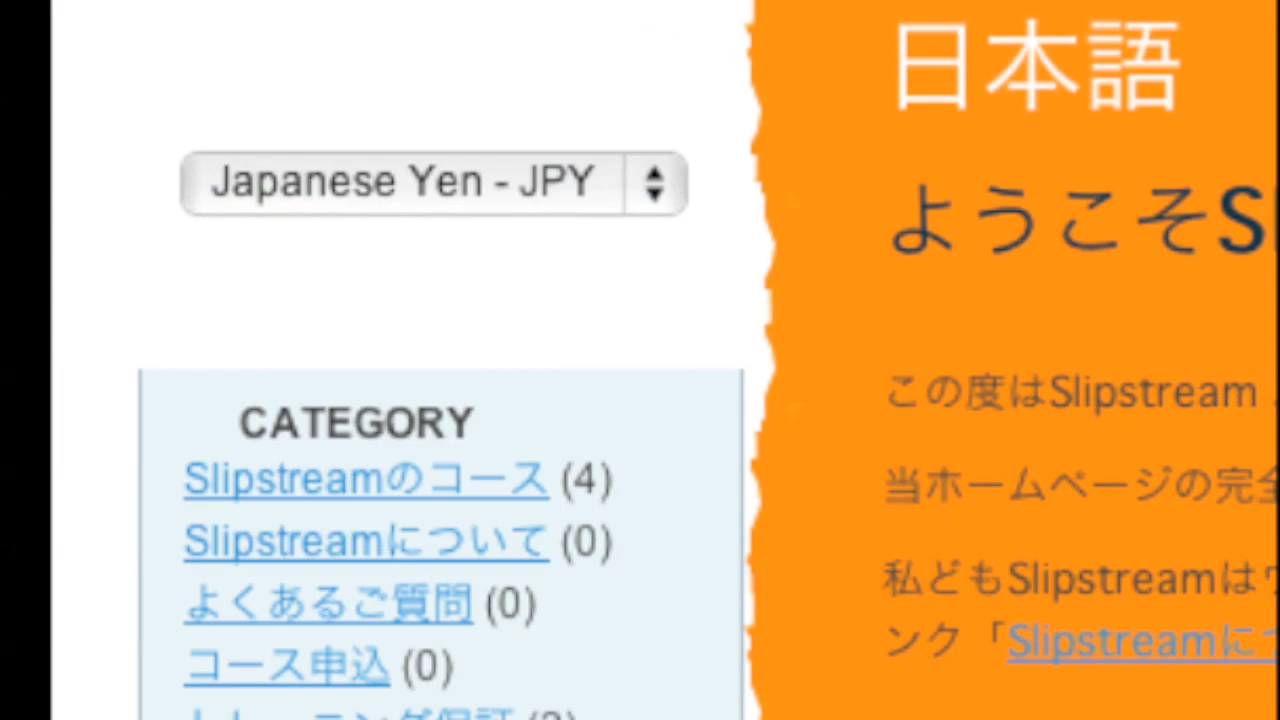 Japanese Yen - JPY
CATEGORY
Slipstreamのコース (4)
Slipstreamについて (0)
よくあるご質問 (0)
コース申込 (0)
日本語
ようこそS
この度はSlipstream
当ホームページの完全
私どもSlipstreamは
ンク「Slipstreamにつ